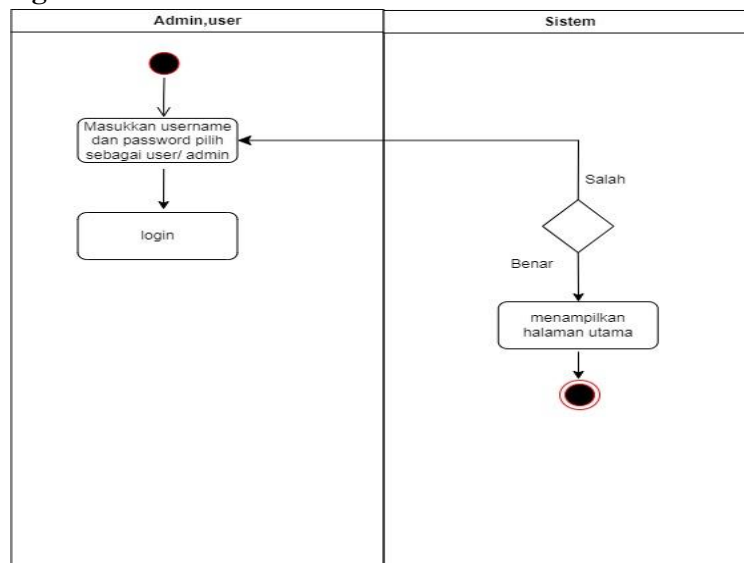 Admin,user
Sistem
Masukkan username
dan password pilih
sebagai user/ admin
Salah
login
Benar
menampilkan
halaman utama